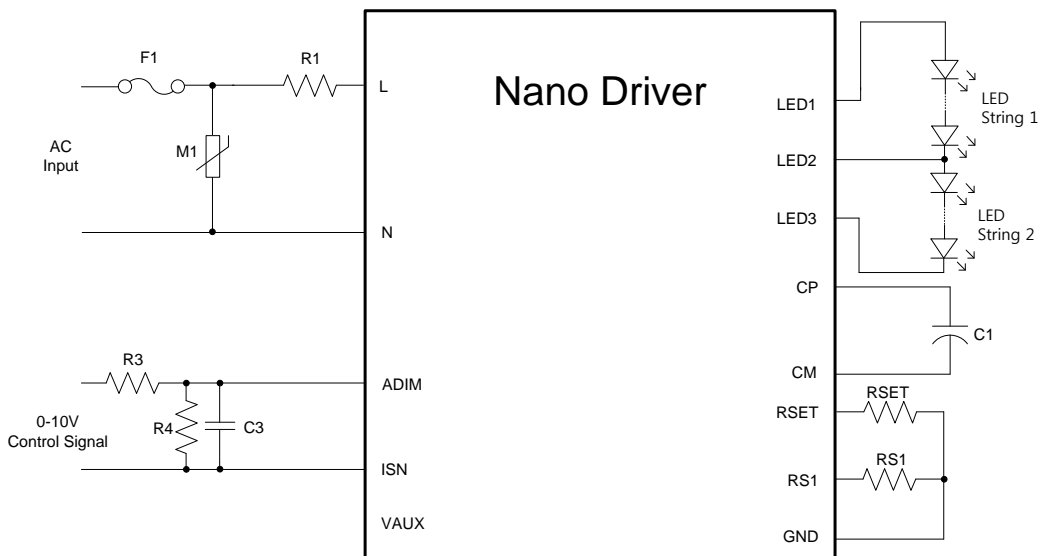 F1
R1
L
Nano Driver
LED1
LED
String 1
AC
Input
M1
LED2
LED3
LED
String 2
N
CP
C1
CM
R3
ADIM
RSET
RSET
0-10V
Control Signal
R4
C3
ISN
RS1
RS1
VAUX
GND